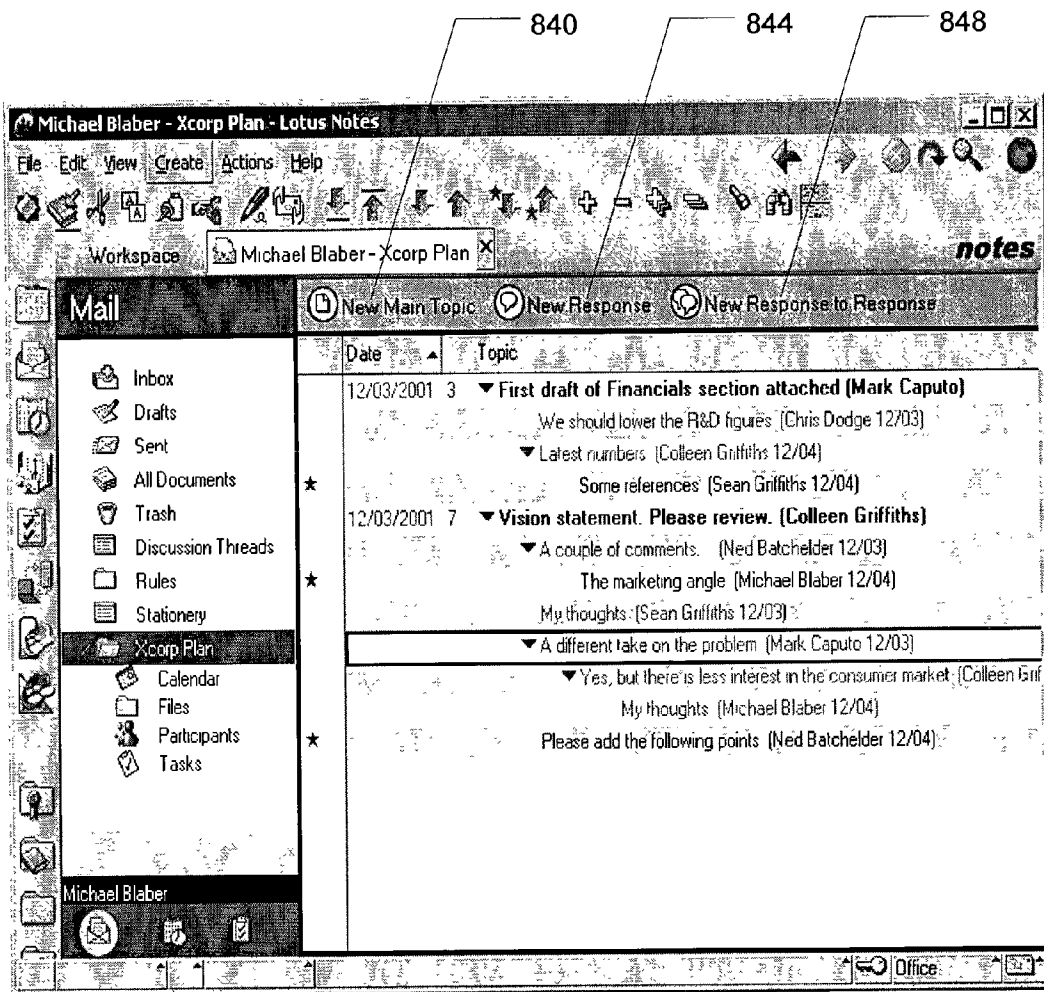 840 844 848
Michael Blaber - Xcorp Plan - Lotus Notes
File Edit View Create Actions Help
Workspace Michael Blaber - Xcorp Plan notes
Mail New Main Topic New Response New Response to Response
Date Topic
Inbox
Drafts
Sent
All Documents
Trash
Discussion Threads
Rules
Stationery
Xcorp Plan
Calendar
Files
Participants
Tasks
12/03/2001 3 First draft of Financials section attached (Mark Caputo)
We should lower the R&D figures (Chris Dodge 12/03)
Latest numbers (Colleen Griffiths 12/04)
Some references (Sean Griffiths 12/04)
12/03/2001 7 Vision statement. Please review. (Colleen Griffiths)
A couple of comments. (Ned Batchelder 12/03)
The marketing angle (Michael Blaber 12/04)
My thoughts (Sean Griffiths 12/03)
A different take on the problem (Mark Caputo 12/03)
Yes, but there is less interest in the consumer market (Colleen Grif
My thoughts (Michael Blaber 12/04)
Please add the following points (Ned Batchelder 12/04)
Michael Blaber
Office